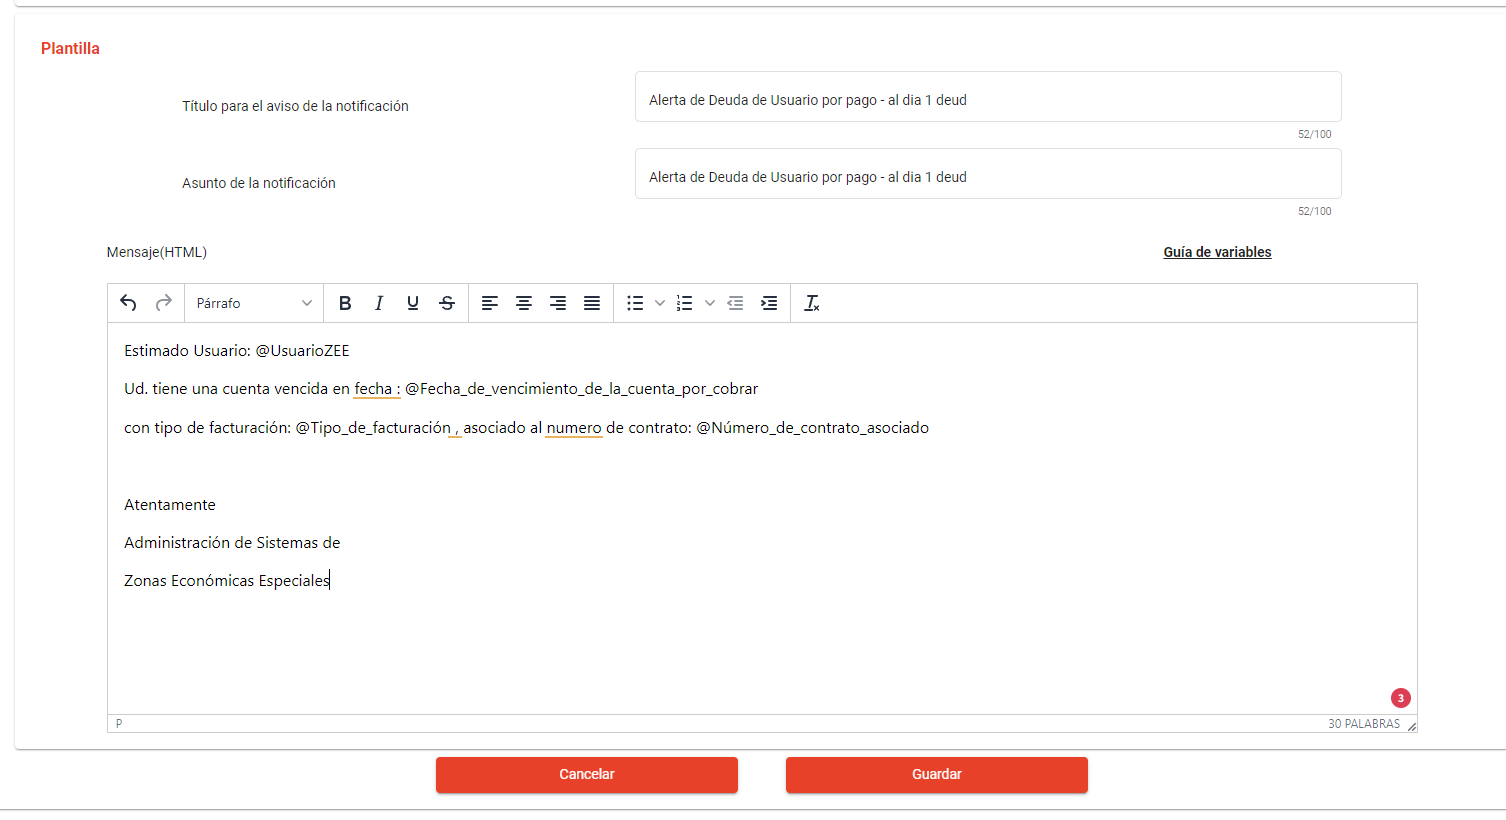 Plantilla
Título para el aviso de la notificación
Alerta de Deuda de Usuario por pago - al dia 1 deud
52/100
Asunto de la notificación
Alerta de Deuda de Usuario por pago - al dia 1 deud
52/100
Mensaje(HTML)
Guía de variables
Párrafo
Estimado Usuario: @UsuarioZEE
Ud. tiene una cuenta vencida en fecha : @Fecha_de_vencimiento_de_la_cuenta_por_cobrar
con tipo de facturación: @Tipo_de_facturación , asociado al numero de contrato: @Número_de_contrato_asociado
Atentamente
Administración de Sistemas de
Zonas Económicas Especiales
3
P
30 PALABRAS
Cancelar
Guardar